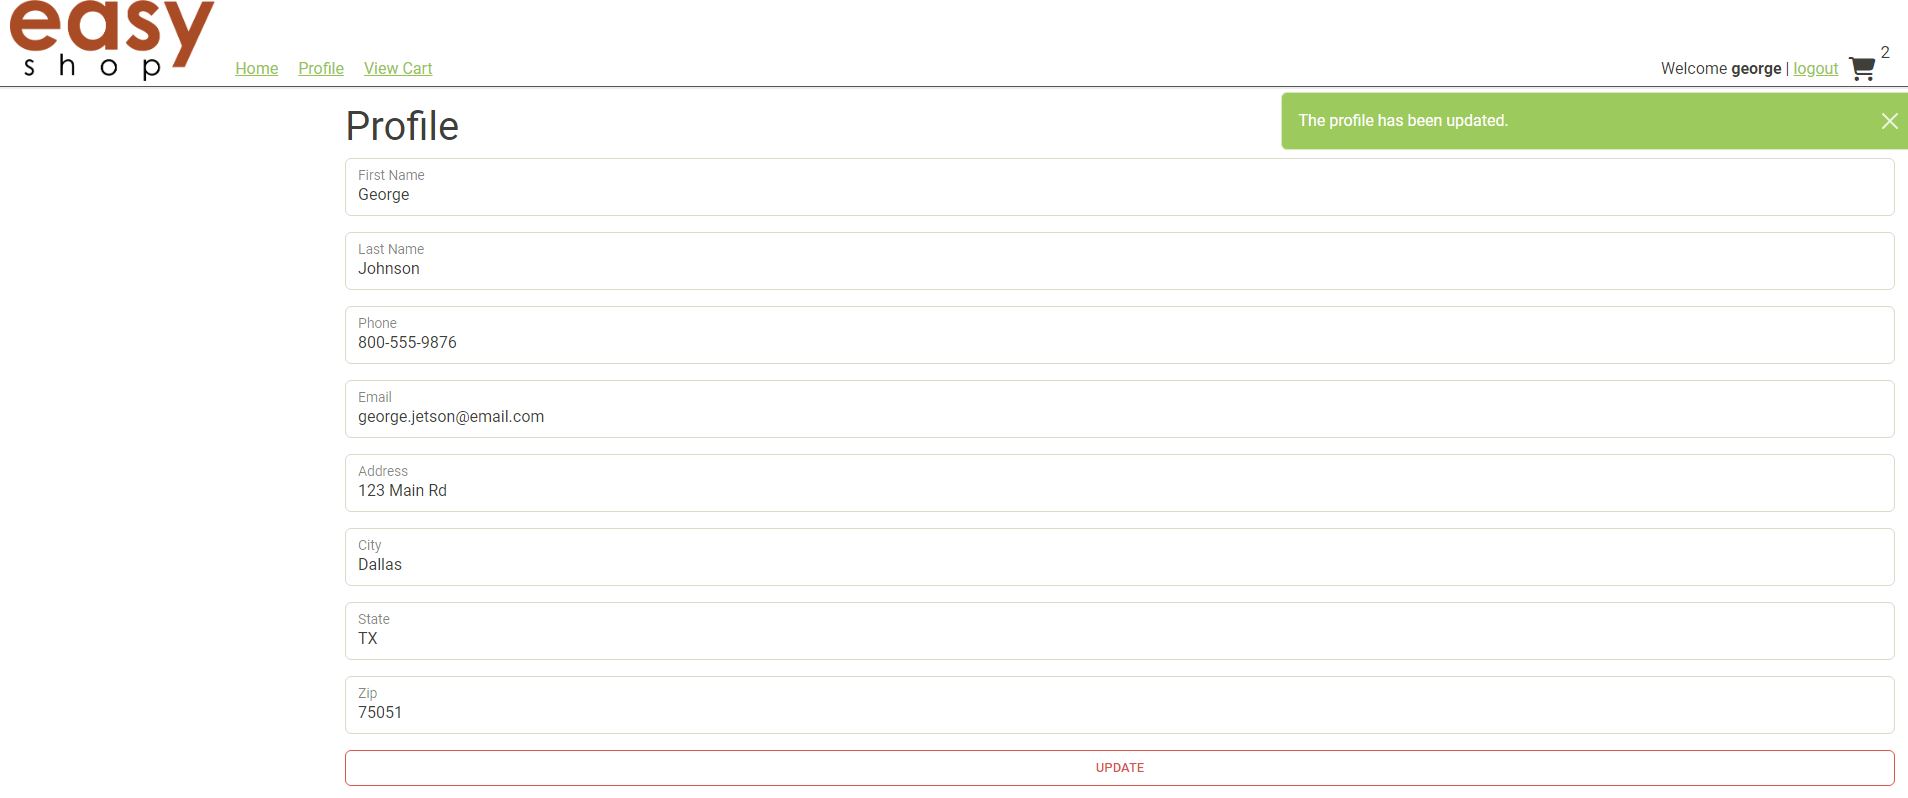 easy
shop
Home Profile View Cart
Welcome george | logout 2
Profile
The profile has been updated.
First Name
George
Last Name
Johnson
Phone
800-555-9876
Email
george.jetson@email.com
Address
123 Main Rd
City
Dallas
State
TX
Zip
75051
UPDATE